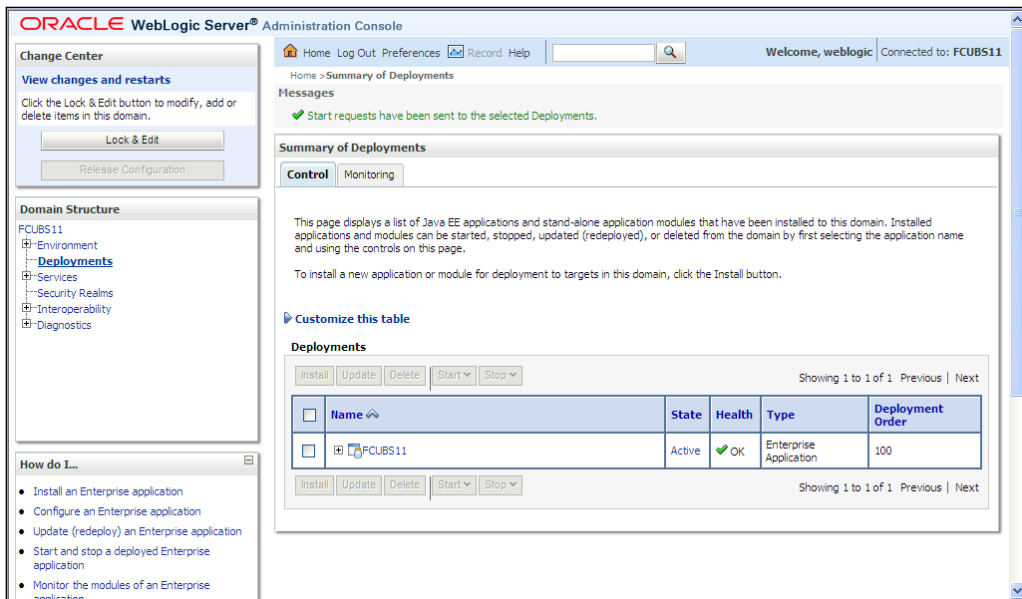 ORACLE WebLogic Server® Administration Console
Change Center
View changes and restarts
Click the Lock & Edit button to modify, add or
delete items in this domain.
Lock & Edit
Release Configuration
Domain Structure
FCUBS11
Environment
Deployments
Services
Security Realms
Interoperability
Diagnostics
How do I...
Install an Enterprise application
Configure an Enterprise application
Update (redeploy) an Enterprise application
Start and stop a deployed Enterprise
application
Monitor the modules of an Enterprise
application
Home Log Out Preferences Record Help
Welcome, weblogic Connected to: FCUBS11
Home >Summary of Deployments
Messages
Start requests have been sent to the selected Deployments.
Summary of Deployments
Control Monitoring
This page displays a list of Java EE applications and stand-alone application modules that have been installed to this domain. Installed
applications and modules can be started, stopped, updated (redeployed), or deleted from the domain by first selecting the application name
and using the controls on this page.
To install a new application or module for deployment to targets in this domain, click the Install button.
Customize this table
Deployments
Install Update Delete Start Stop
Showing 1 to 1 of 1 Previous | Next
Name State Health Type Deployment
Order
FCUBS11 Active OK Enterprise
Application 100
Install Update Delete Start Stop
Showing 1 to 1 of 1 Previous | Next